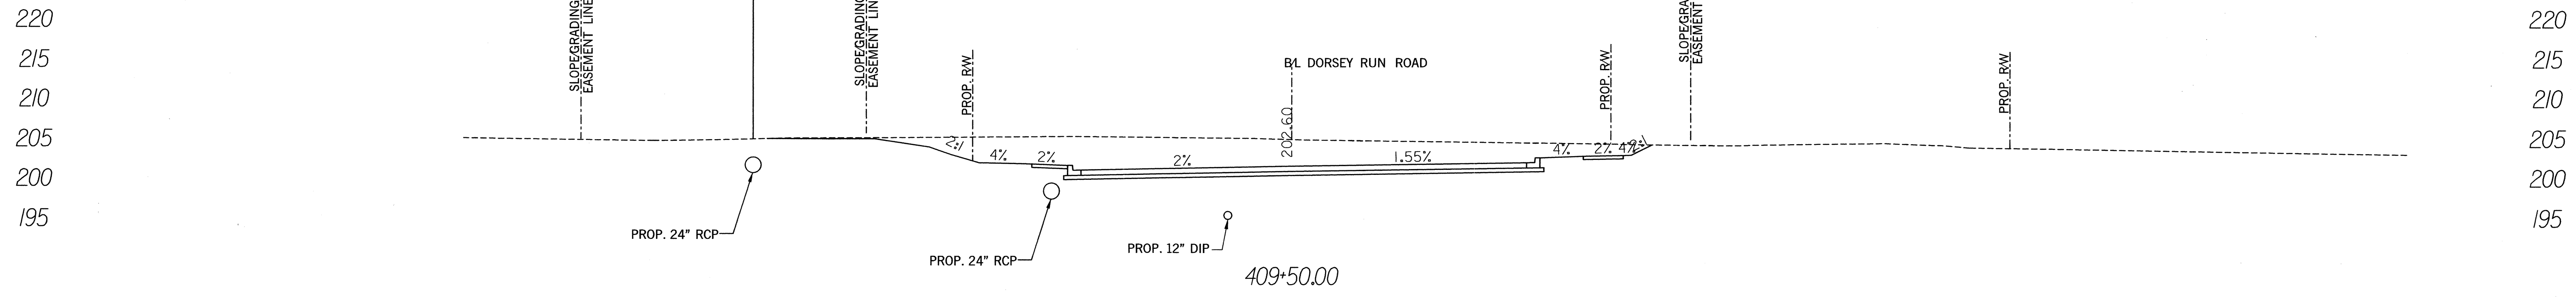 220
215
210
205
200
195
SLOPE/GRADING
EASEMENT LINE
SLOPE/GRADING
EASEMENT LIN
PROP. R/W
B/L DORSEY RUN ROAD
202.60
PROP. R/W
SLOPE/GRA
EASEMENT
PROP. R/W
2:1
4%
2%
2%
1.55%
4%
2%
4%
2:1
PROP. 24" RCP
PROP. 24" RCP
PROP. 12" DIP
409+50.00
220
215
210
205
200
195